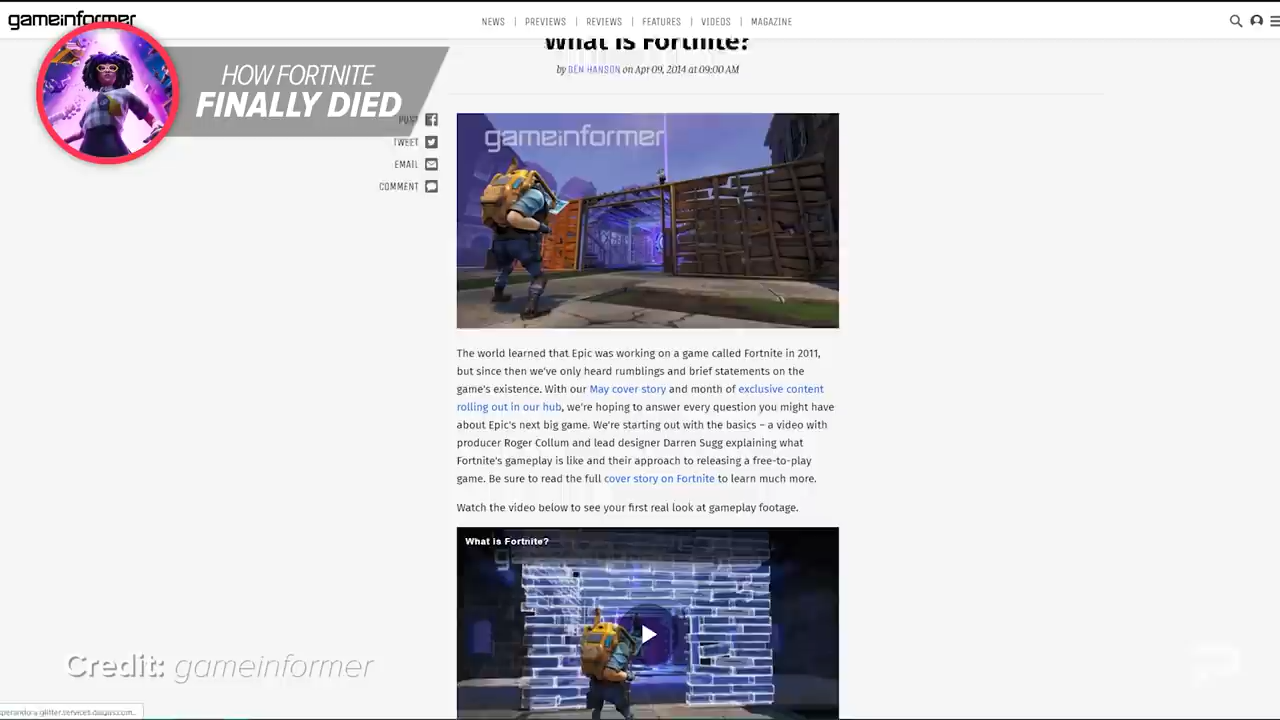 gameinformer
NEWS | PREVIEWS | REVIEWS | FEATURES | VIDEOS | MAGAZINE
What Is Fortnite?
by BEN HANSON on Apr 09, 2014 at 09:00 AM
HOW FORTNITE
FINALLY DIED
POST
TWEET
EMAIL
COMMENT
gameinformer
The world learned that Epic was working on a game called Fortnite in 2011,
but since then we've only heard rumblings and brief statements on the
game's existence. With our May cover story and month of exclusive content
rolling out in our hub, we're hoping to answer every question you might have
about Epic's next big game. We're starting out with the basics – a video with
producer Roger Collum and lead designer Darren Sugg explaining what
Fortnite's gameplay is like and their approach to releasing a free-to-play
game. Be sure to read the full cover story on Fortnite to learn much more.
Watch the video below to see your first real look at gameplay footage.
What is Fortnite?
Credit: gameinformer